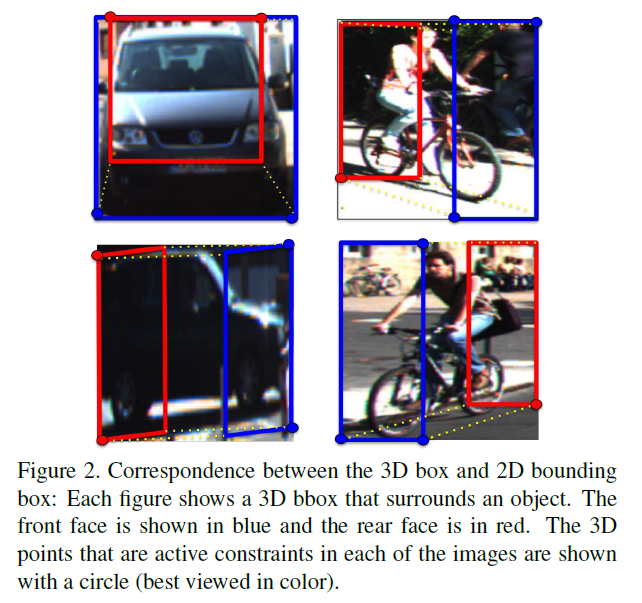 Figure 2. Correspondence between the 3D box and 2D bounding
box: Each figure shows a 3D bbox that surrounds an object. The
front face is shown in blue and the rear face is in red. The 3D
points that are active constraints in each of the images are shown
with a circle (best viewed in color).